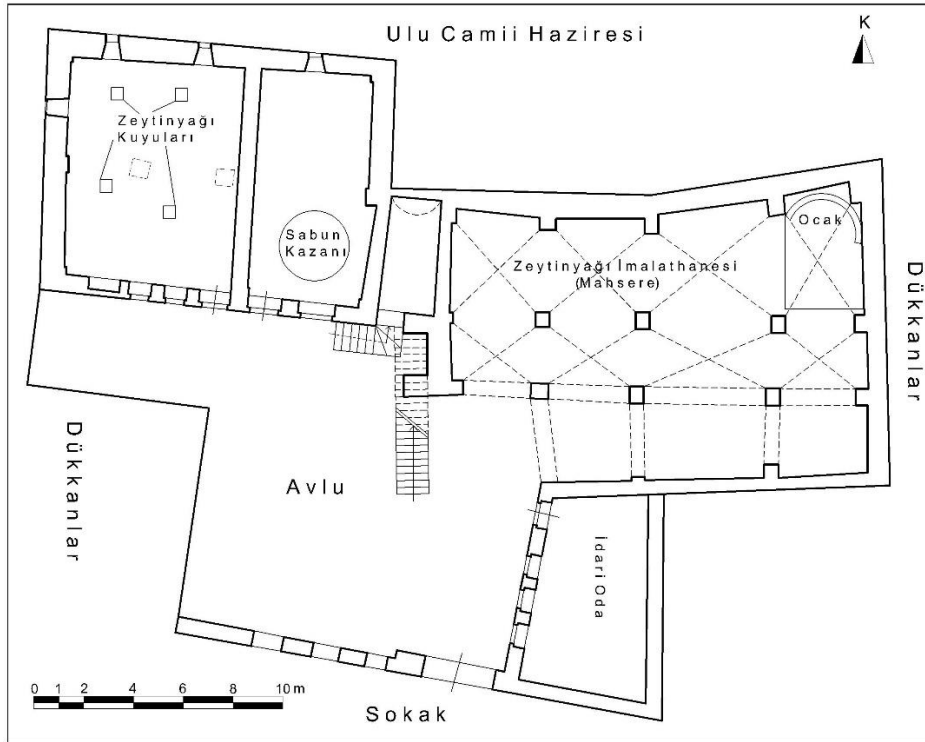 Ulu Camii Haziresi
K
Zeytinyağı
Kuyuları
Sabun
Kazanı
Ocak
Zeytinyağı İmalathanesi
(Mahsere)
Dükkanlar
Dükkanlar
Avlu
İdari Oda
0 1 2 4 6 8 10 m
Sokak